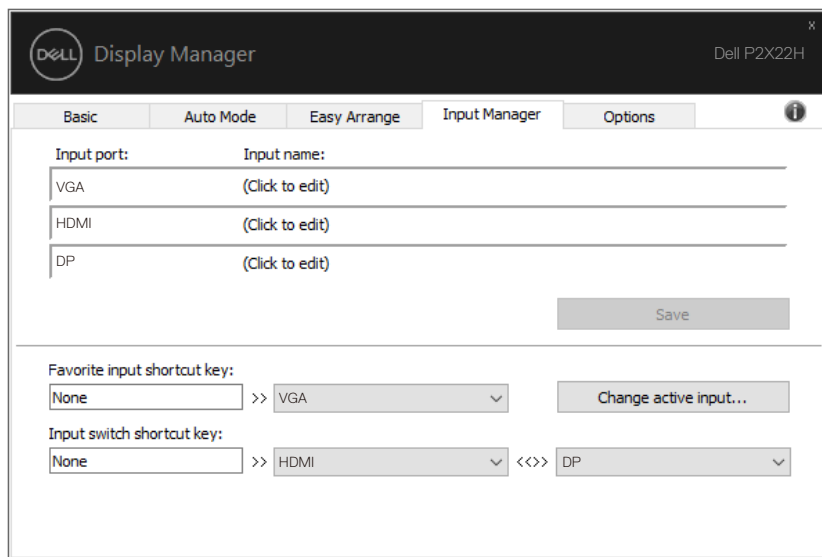 x
DELL Display Manager Dell P2X22H
Basic Auto Mode Easy Arrange Input Manager Options i
Input port: Input name:
VGA (Click to edit)
HDMI (Click to edit)
DP (Click to edit)
Save
Favorite input shortcut key:
None >> VGA Change active input...
Input switch shortcut key:
None >> HDMI <<>> DP